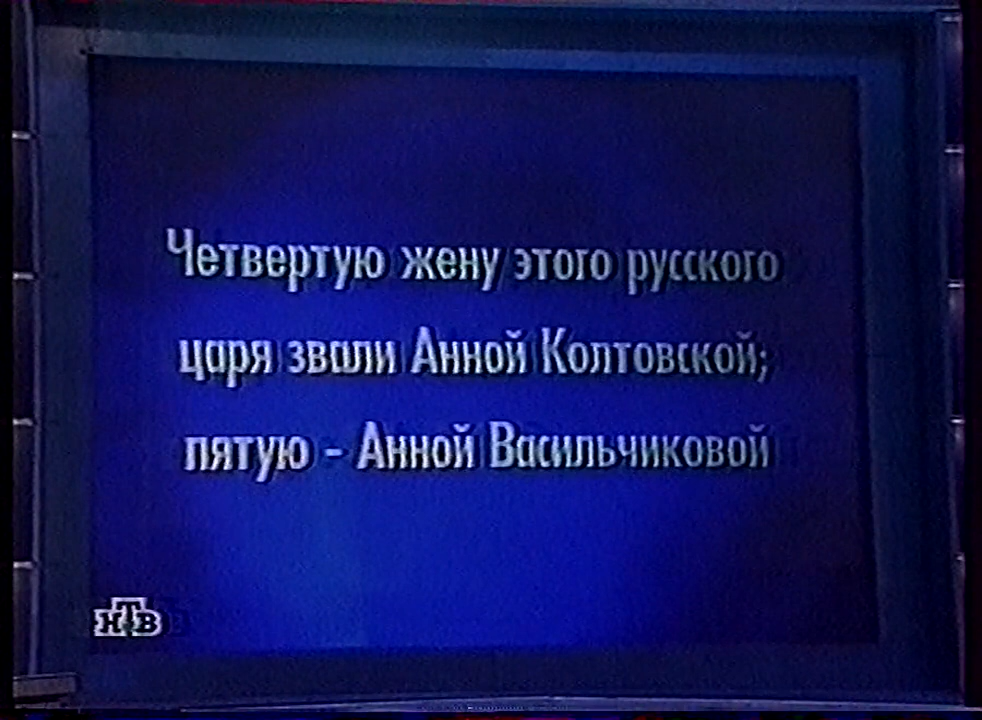 Четвертую жену этого русского
царя звали Анной Колтовской;
пятую - Анной Васильчиковой
НТВ